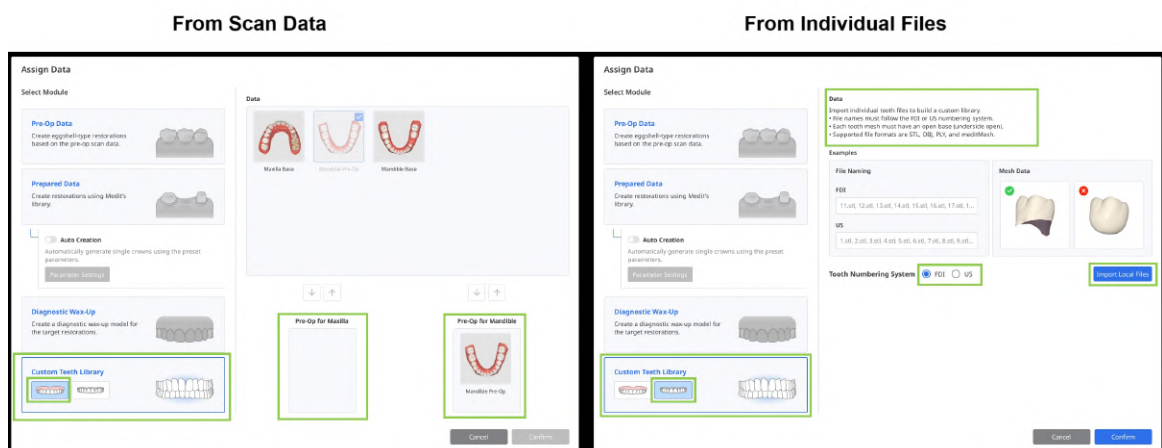 From Scan Data
From Individual Files
Assign Data
Select Module
Pre-Op Data
Create eggshell-type restorations
based on the pre-op scan data.
Prepared Data
Create restorations using Medit's
library.
Auto Creation
Automatically generate single crowns using the preset
parameters.
Parameter Settings
Diagnostic Wax-Up
Create a diagnostic wax-up model for
the target restorations.
Custom Teeth Library
Data
Maxilla Base
Mandible Pre-Op
Mandible Base
Pre-Op for Maxilla
Pre-Op for Mandible
Mandible Pre-Op
Cancel
Confirm
Assign Data
Select Module
Pre-Op Data
Create eggshell-type restorations
based on the pre-op scan data.
Prepared Data
Create restorations using Medit's
library.
Auto Creation
Automatically generate single crowns using the preset
parameters.
Parameter Settings
Diagnostic Wax-Up
Create a diagnostic wax-up model for
the target restorations.
Custom Teeth Library
Data
Import individual tooth files to build a custom library.
• File names must follow the FDI or US numbering system.
• Each tooth mesh must have an open base (underside open).
• Supported file formats are STL, OBJ, PLY, and meditMesh.
Examples
File Naming
FDI
11.stl, 12.stl, 13.stl, 14.stl, 15.stl, 16.stl, 17.stl, 1...
US
1.stl, 2.stl, 3.stl, 4.stl, 5.stl, 6.stl, 7.stl, 8.stl, 9.stl...
Mesh Data
Tooth Numbering System
FDI
US
Import Local Files
Cancel
Confirm